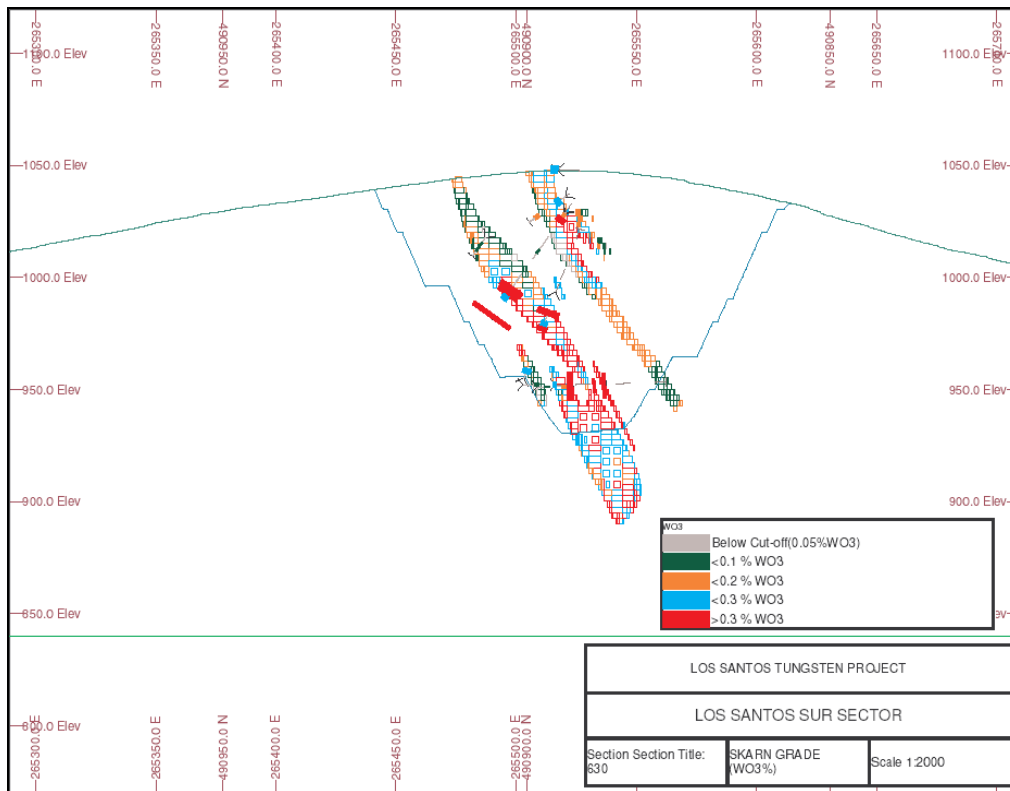 265300.0 E
265350.0 E
490950.0 N
265400.0 E
265450.0 E
265500.0 E
490900.0 N
265550.0 E
265600.0 E
490850.0 N
265650.0 E
265700.0 E
1100.0 Elev
1100.0 Elev
1050.0 Elev
1050.0 Elev
1000.0 Elev
1000.0 Elev
950.0 Elev
950.0 Elev
900.0 Elev
900.0 Elev
WO3
Below Cut-off(0.05%WO3)
<0.1 % WO3
<0.2 % WO3
<0.3 % WO3
>0.3 % WO3
850.0 Elev
LOS SANTOS TUNGSTEN PROJECT
LOS SANTOS SUR SECTOR
800.0 Elev
265300.0 E
265350.0 E
490950.0 N
265400.0 E
265450.0 E
265500.0 E
490900.0 N
Section Section Title:
630
SKARN GRADE
(WO3%)
Scale 1:2000